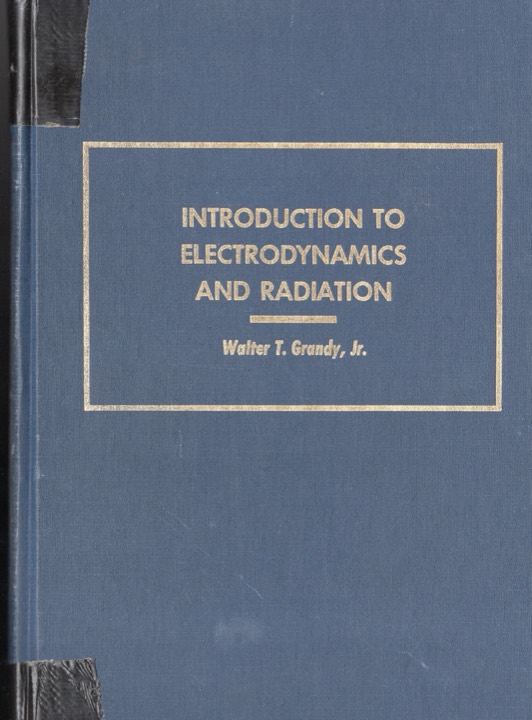 INTRODUCTION TO
ELECTRODYNAMICS
AND RADIATION
Walter T. Grandy, Jr.